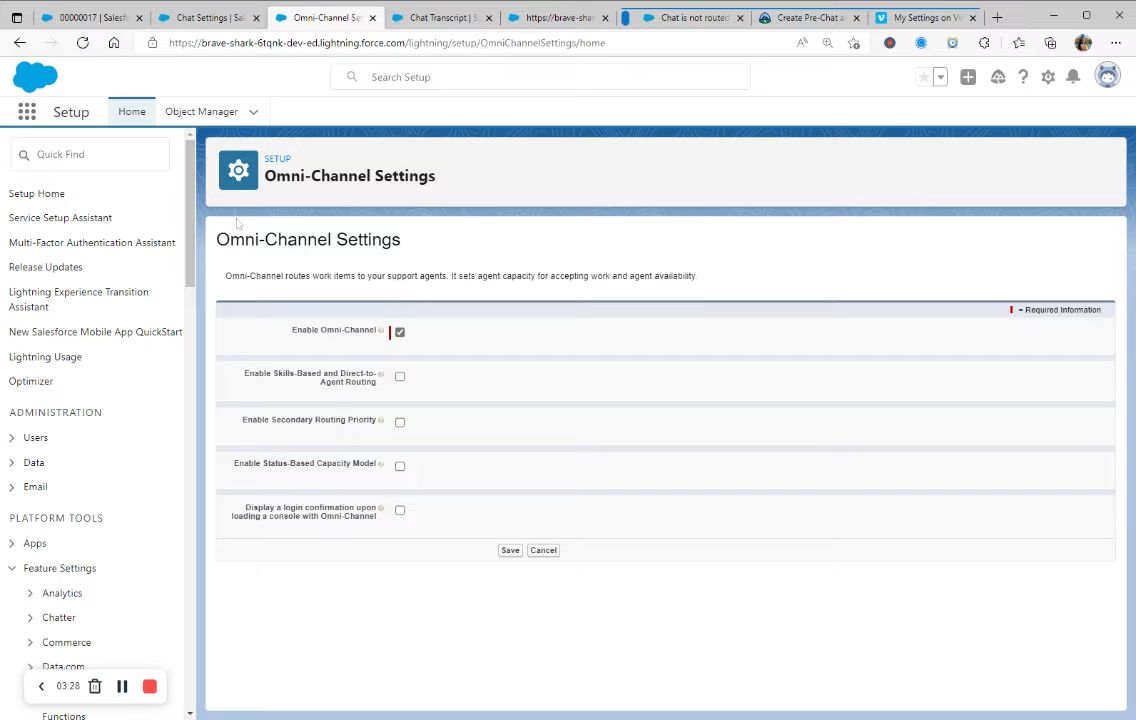 00000017 | Salesf
Chat Settings | Sal
Omni-Channel Se
Chat Transcript | S
https://brave-shar
Chat is not routed
Create Pre-Chat a
My Settings on Vi
https://brave-shark-6tqnk-dev-ed.lightning.force.com/lightning/setup/OmniChannelSettings/home
Search Setup
Setup
Home
Object Manager
Quick Find
Setup Home
Service Setup Assistant
Multi-Factor Authentication Assistant
Release Updates
Lightning Experience Transition
Assistant
New Salesforce Mobile App QuickStart
Lightning Usage
Optimizer
ADMINISTRATION
Users
Data
Email
PLATFORM TOOLS
Apps
Feature Settings
Analytics
Chatter
Commerce
Data.com
Functions
03:28
SETUP
Omni-Channel Settings
Omni-Channel Settings
Omni-Channel routes work items to your support agents. It sets agent capacity for accepting work and agent availability.
= Required Information
Enable Omni-Channel
Enable Skills-Based and Direct-to-
Agent Routing
Enable Secondary Routing Priority
Enable Status-Based Capacity Model
Display a login confirmation upon
loading a console with Omni-Channel
Save Cancel